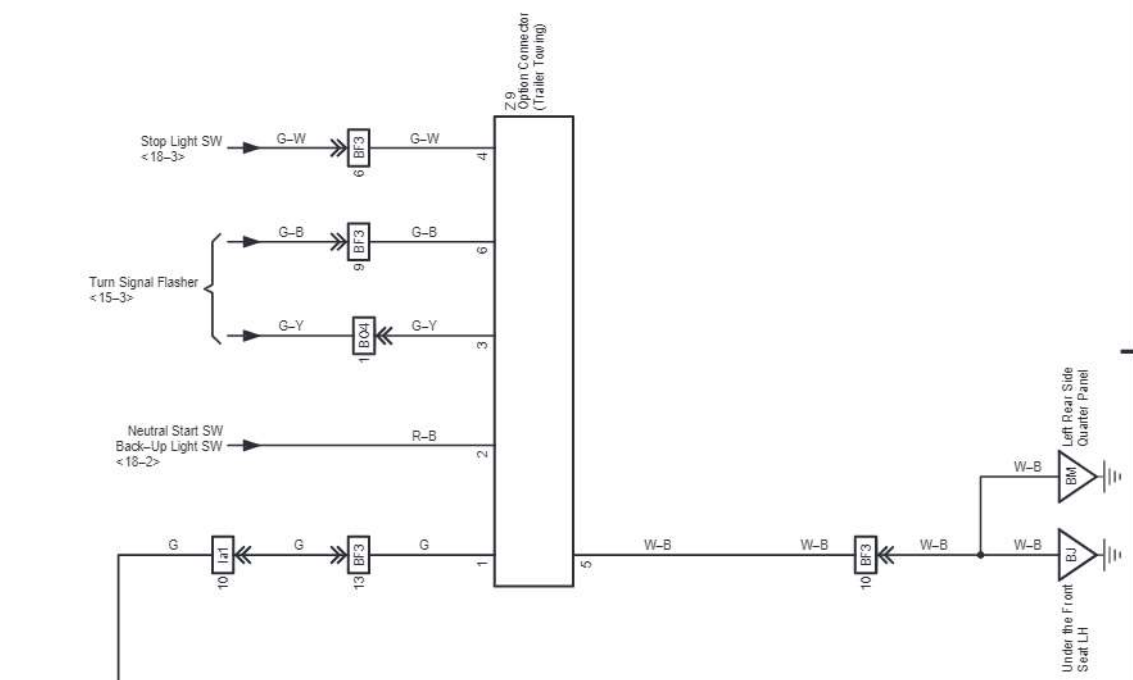 Z 9
Option Connector
(Trailer Towing)
Stop Light SW
<18–3>
G–W
BF3
6
G–W
4
Turn Signal Flasher
<15–3>
G–B
BF3
9
G–B
6
G–Y
BO4
1
G–Y
3
Neutral Start SW
Back–Up Light SW
<18–2>
R–B
2
G
Ia1
10
G
BF3
13
G
1
5
W–B
W–B
BF3
10
W–B
W–B
BM
Left Rear Side
Quarter Panel
W–B
BJ
Under the Front
Seat LH